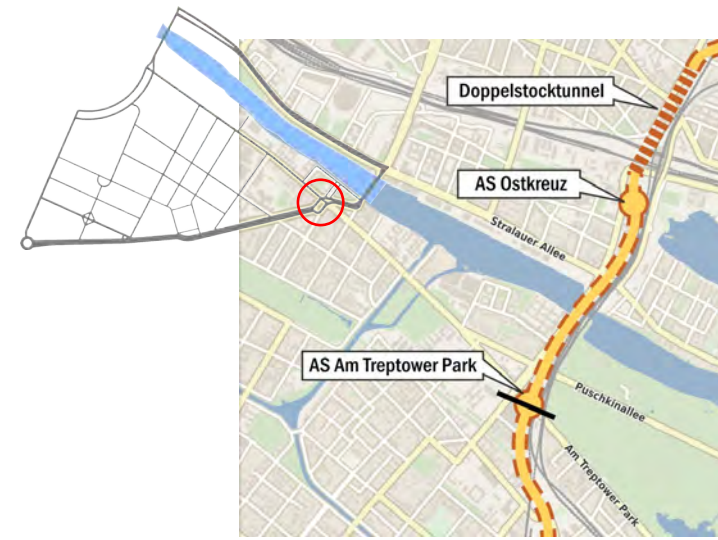 Doppelstocktunnel
AS Ostkreuz
Stralauer Allee
AS Am Treptower Park
Puschkinallee
Am Treptower Park